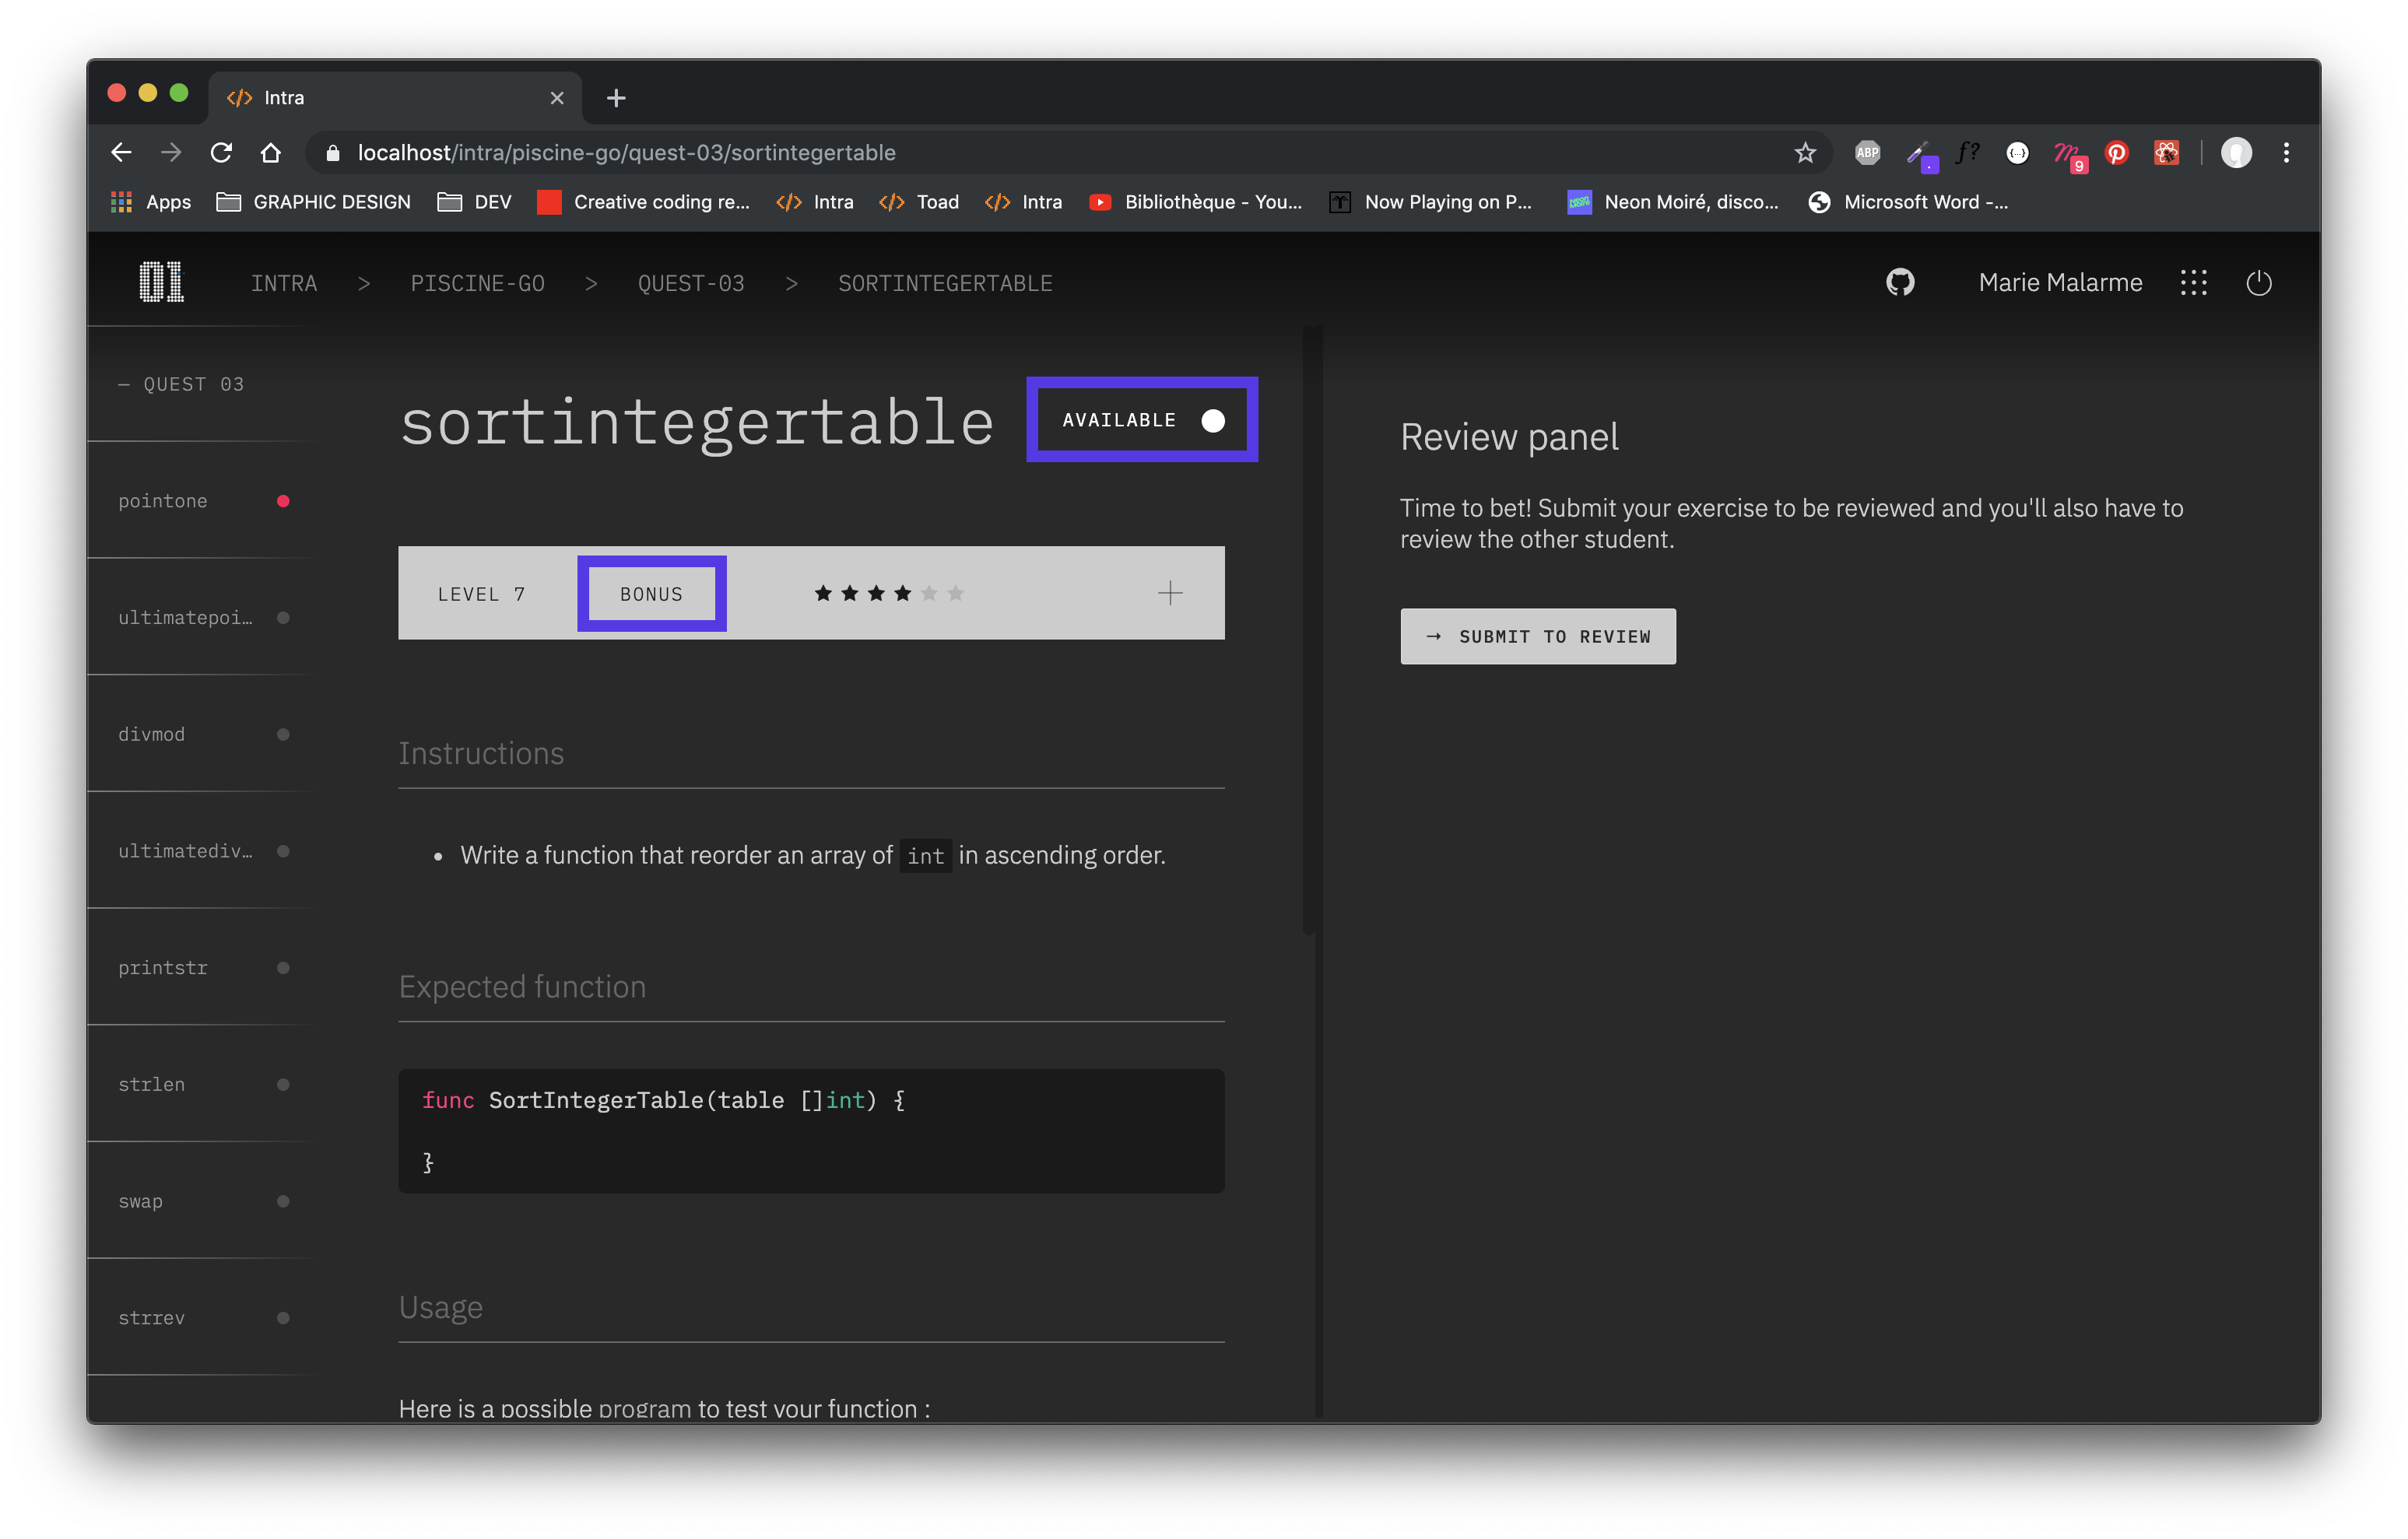 Intra
localhost/intra/piscine-go/quest-03/sortintegertable
ABP
f?
9
Apps
GRAPHIC DESIGN
DEV
Creative coding re...
Intra
Toad
Intra
Bibliothèque - You...
Now Playing on P...
Neon Moiré, disco...
Microsoft Word -...
01
INTRA > PISCINE-GO > QUEST-03 > SORTINTEGERTABLE
Marie Malarme
— QUEST 03
pointone
ultimatepoi…
divmod
ultimatediv…
printstr
strlen
swap
strrev
sortintegertable
AVAILABLE
LEVEL 7
BONUS
Instructions
• Write a function that reorder an array of int in ascending order.
Expected function
func SortIntegerTable(table []int) {
}
Usage
Here is a possible program to test your function :
Review panel
Time to bet! Submit your exercise to be reviewed and you'll also have to
review the other student.
→ SUBMIT TO REVIEW